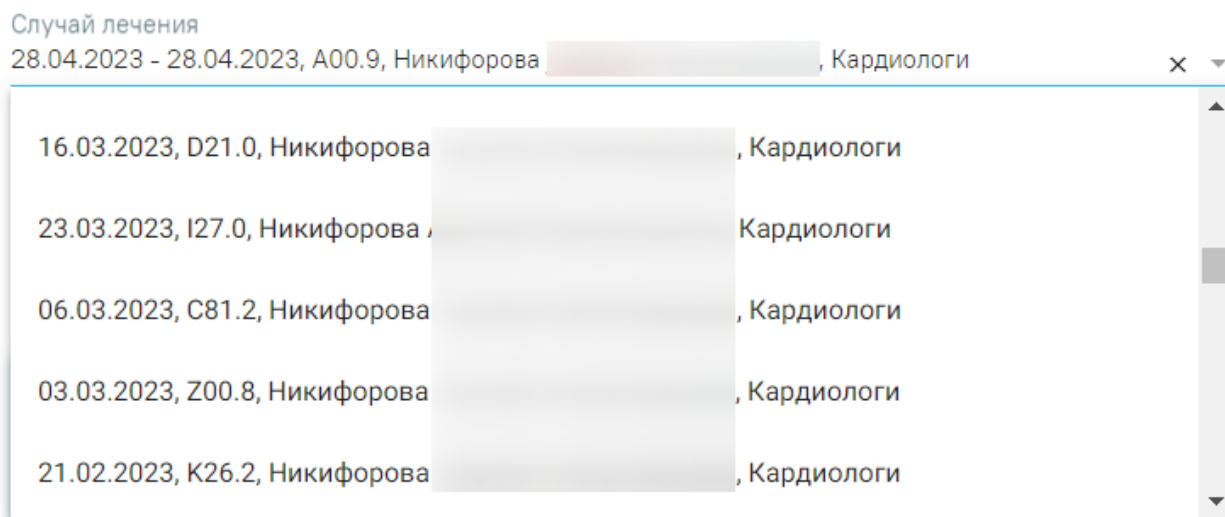 Случай лечения
28.04.2023 - 28.04.2023, A00.9, Никифорова , Кардиологи
16.03.2023, D21.0, Никифорова , Кардиологи
23.03.2023, I27.0, Никифорова Кардиологи
06.03.2023, C81.2, Никифорова , Кардиологи
03.03.2023, Z00.8, Никифорова , Кардиологи
21.02.2023, K26.2, Никифорова , Кардиологи